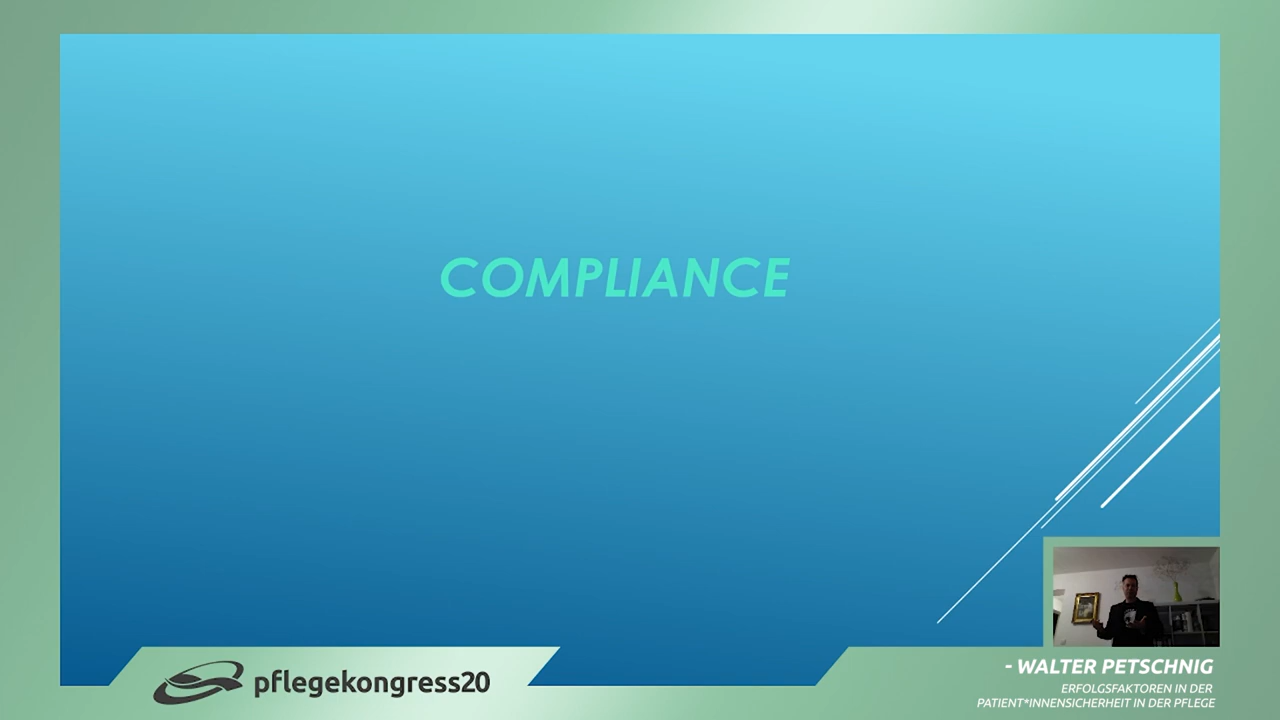 COMPLIANCE
pflegekongress20
- WALTER PETSCHNIG
ERFOLGSFAKTOREN IN DER
PATIENT*INNENSICHERHEIT IN DER PFLEGE